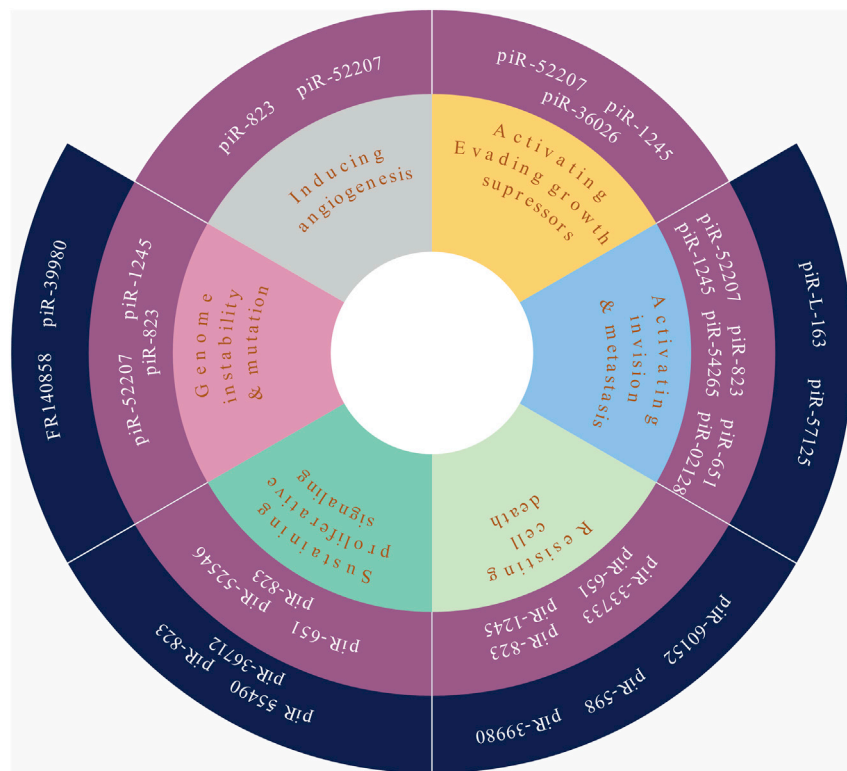 piR-823
piR-52207
Inducing
angiogenesis
piR-52207
piR-1245
piR-36026
Activating
Evading growth
supressors
piR-52207
piR-1245
piR-823
piR-54265
piR-651
piR-02128
Activating
invision
& metastasis
piR-L-163
piR-57125
Resisting
cell
death
piR-33733
piR-651
piR-1245
piR-823
piR-60152
piR-598
piR-39980
Sustaining
proliferative
signaling
piR-823
piR-52546
piR-651
piR-823
piR-36712
piR 55490
Genome
instability
& mutation
piR-1245
piR-823
piR-52207
piR-39980
FR140858